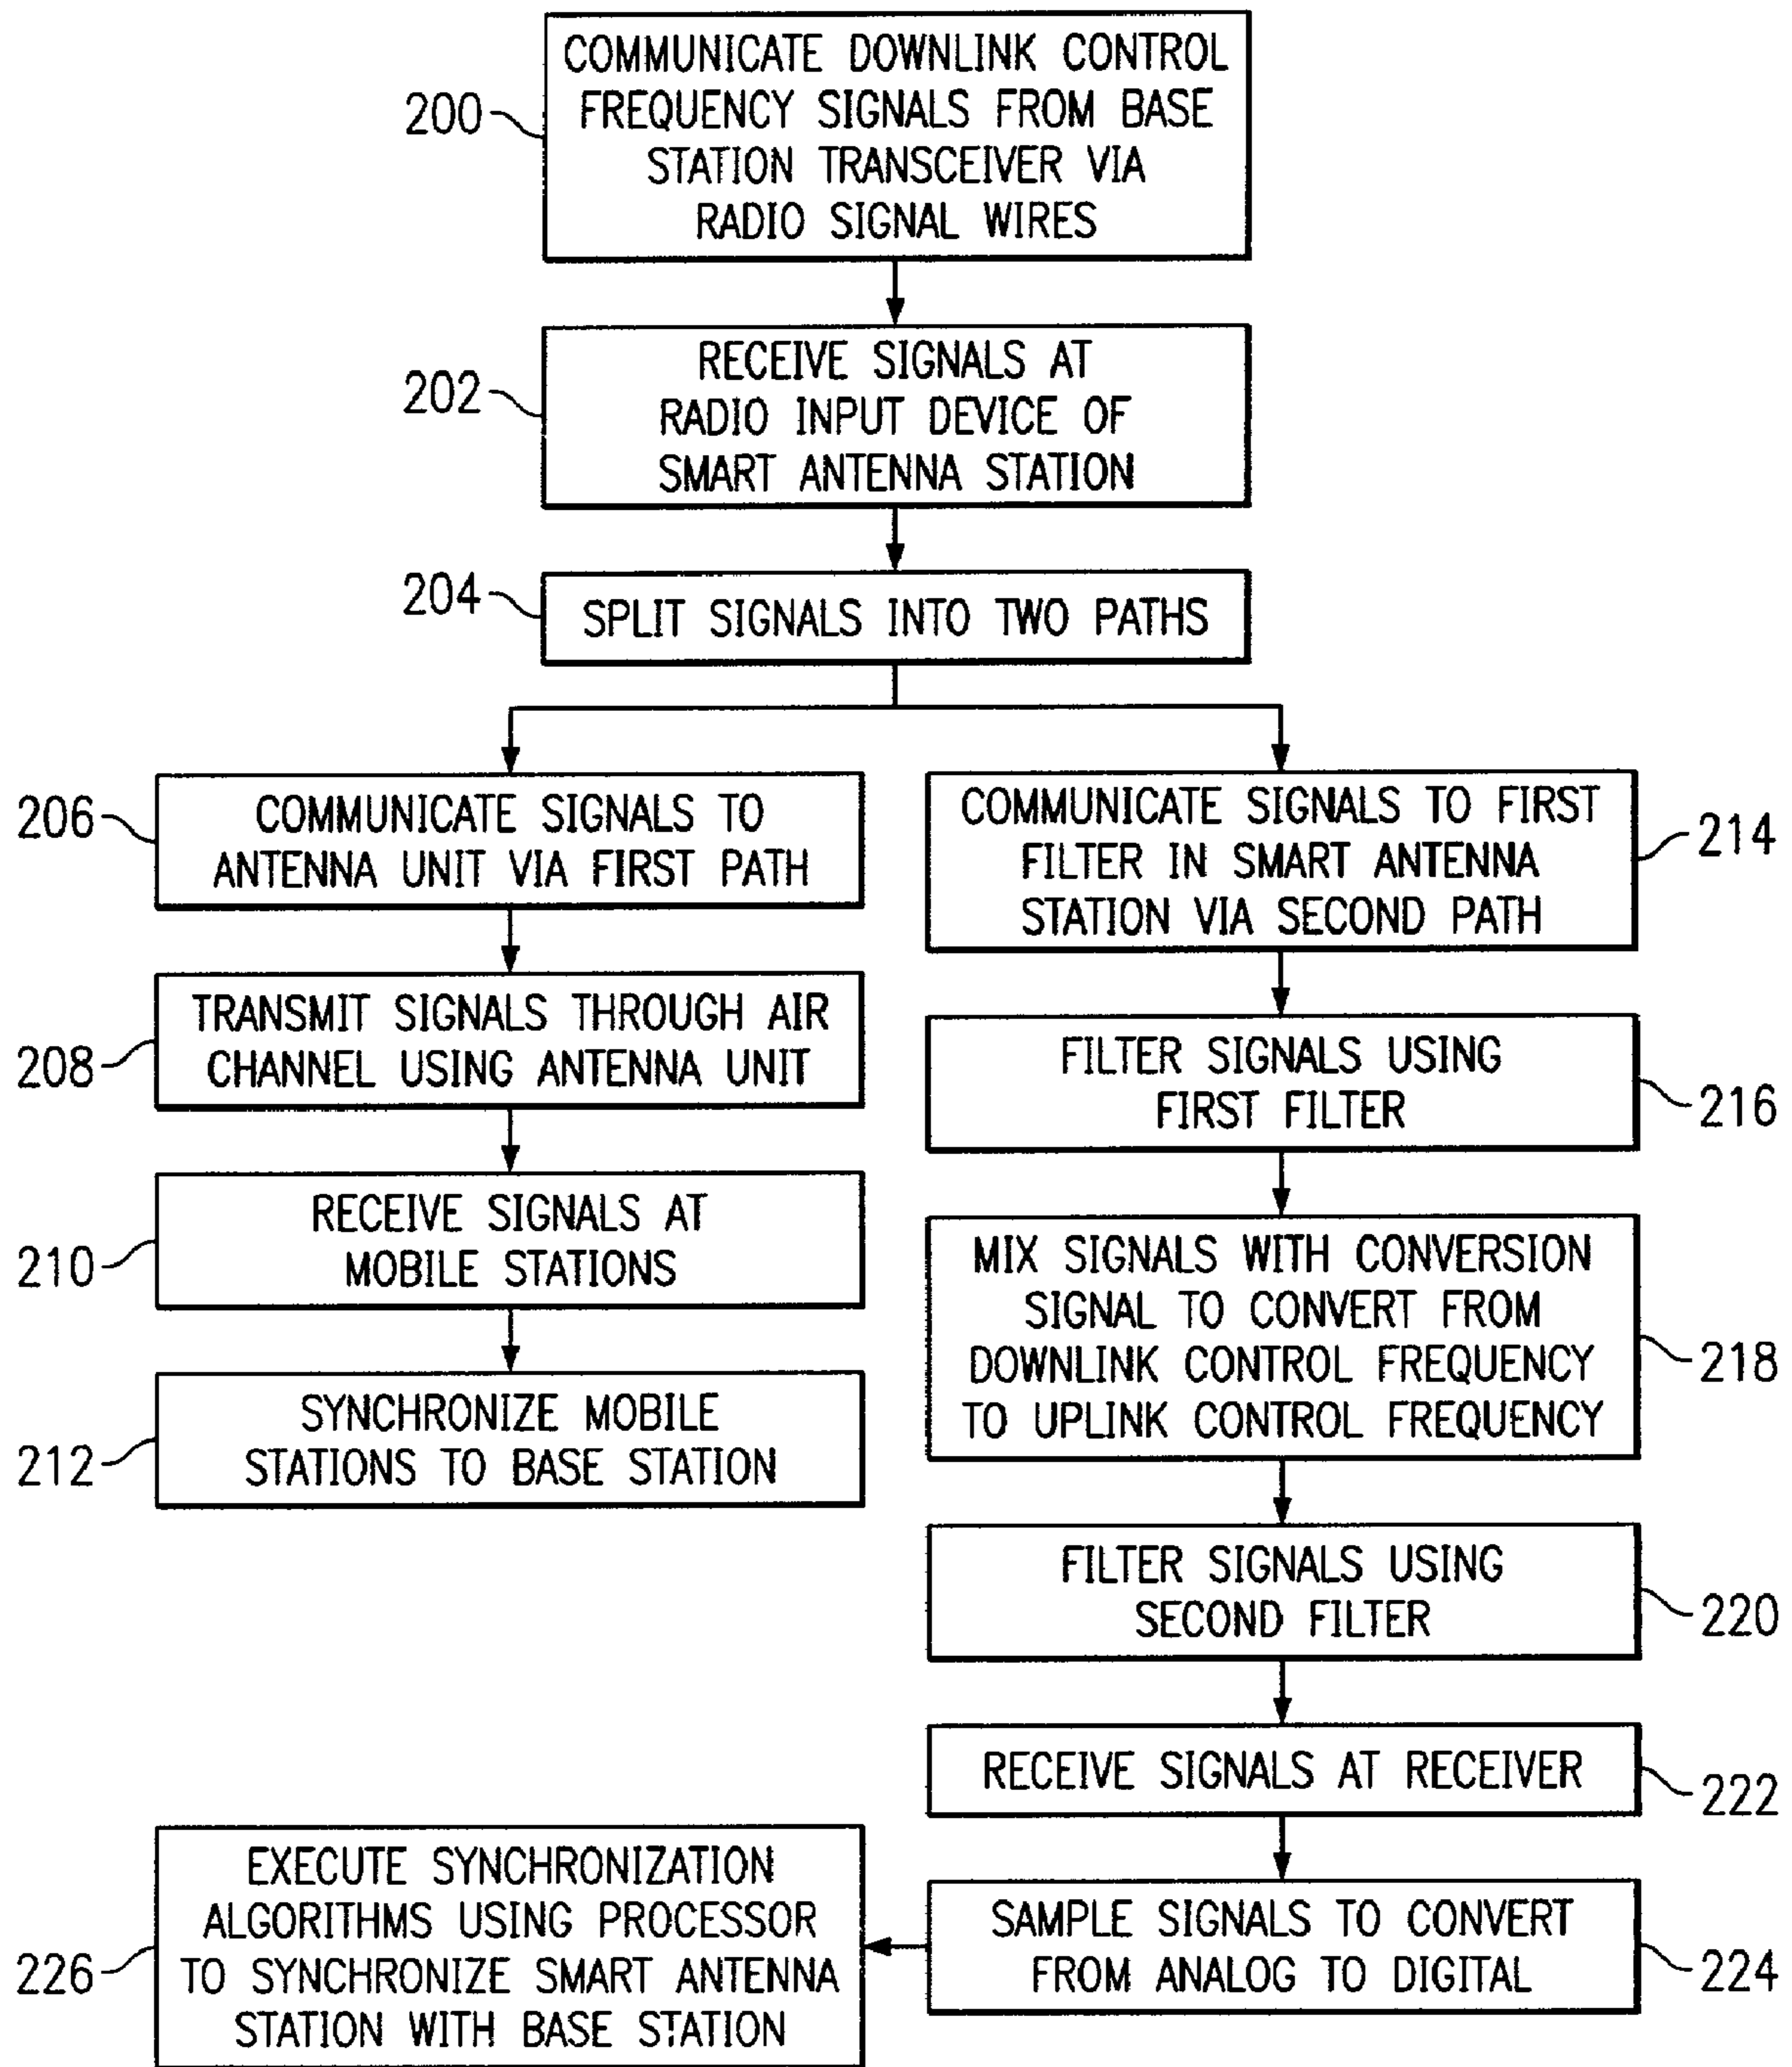 200
COMMUNICATE DOWNLINK CONTROL
FREQUENCY SIGNALS FROM BASE
STATION TRANSCEIVER VIA
RADIO SIGNAL WIRES
202
RECEIVE SIGNALS AT
RADIO INPUT DEVICE OF
SMART ANTENNA STATION
204
SPLIT SIGNALS INTO TWO PATHS
206
COMMUNICATE SIGNALS TO
ANTENNA UNIT VIA FIRST PATH
208
TRANSMIT SIGNALS THROUGH AIR
CHANNEL USING ANTENNA UNIT
210
RECEIVE SIGNALS AT
MOBILE STATIONS
212
SYNCHRONIZE MOBILE
STATIONS TO BASE STATION
COMMUNICATE SIGNALS TO FIRST
FILTER IN SMART ANTENNA
STATION VIA SECOND PATH
214
FILTER SIGNALS USING
FIRST FILTER
216
MIX SIGNALS WITH CONVERSION
SIGNAL TO CONVERT FROM
DOWNLINK CONTROL FREQUENCY
TO UPLINK CONTROL FREQUENCY
218
FILTER SIGNALS USING
SECOND FILTER
220
RECEIVE SIGNALS AT RECEIVER
222
SAMPLE SIGNALS TO CONVERT
FROM ANALOG TO DIGITAL
224
226
EXECUTE SYNCHRONIZATION
ALGORITHMS USING PROCESSOR
TO SYNCHRONIZE SMART ANTENNA
STATION WITH BASE STATION